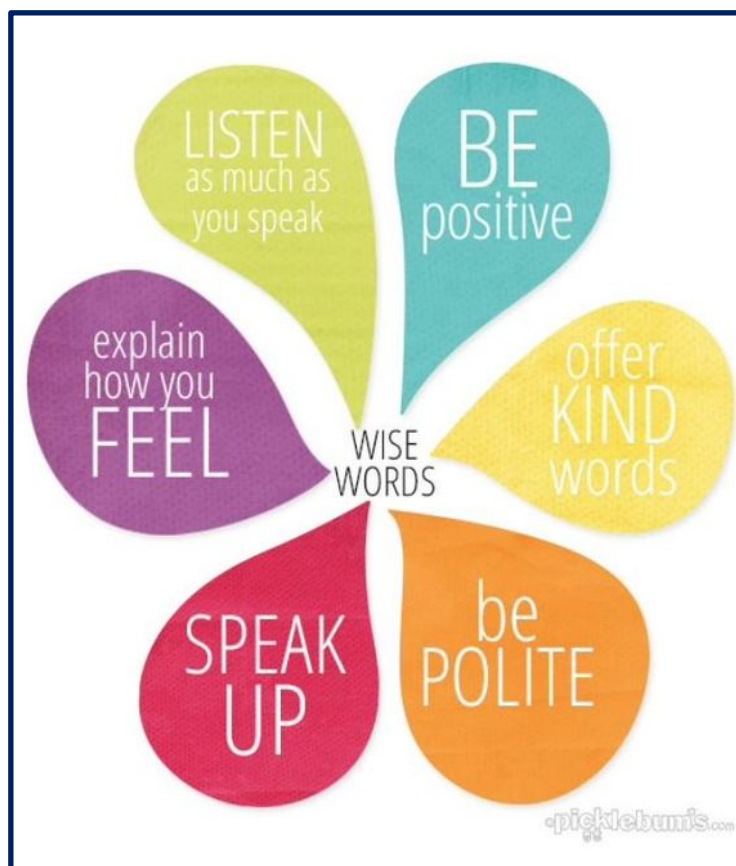 LISTEN
as much as
you speak
BE
positive
explain
how you
FEEL
offer
KIND
words
WISE
WORDS
SPEAK
UP
be
POLITE
picklebums.com